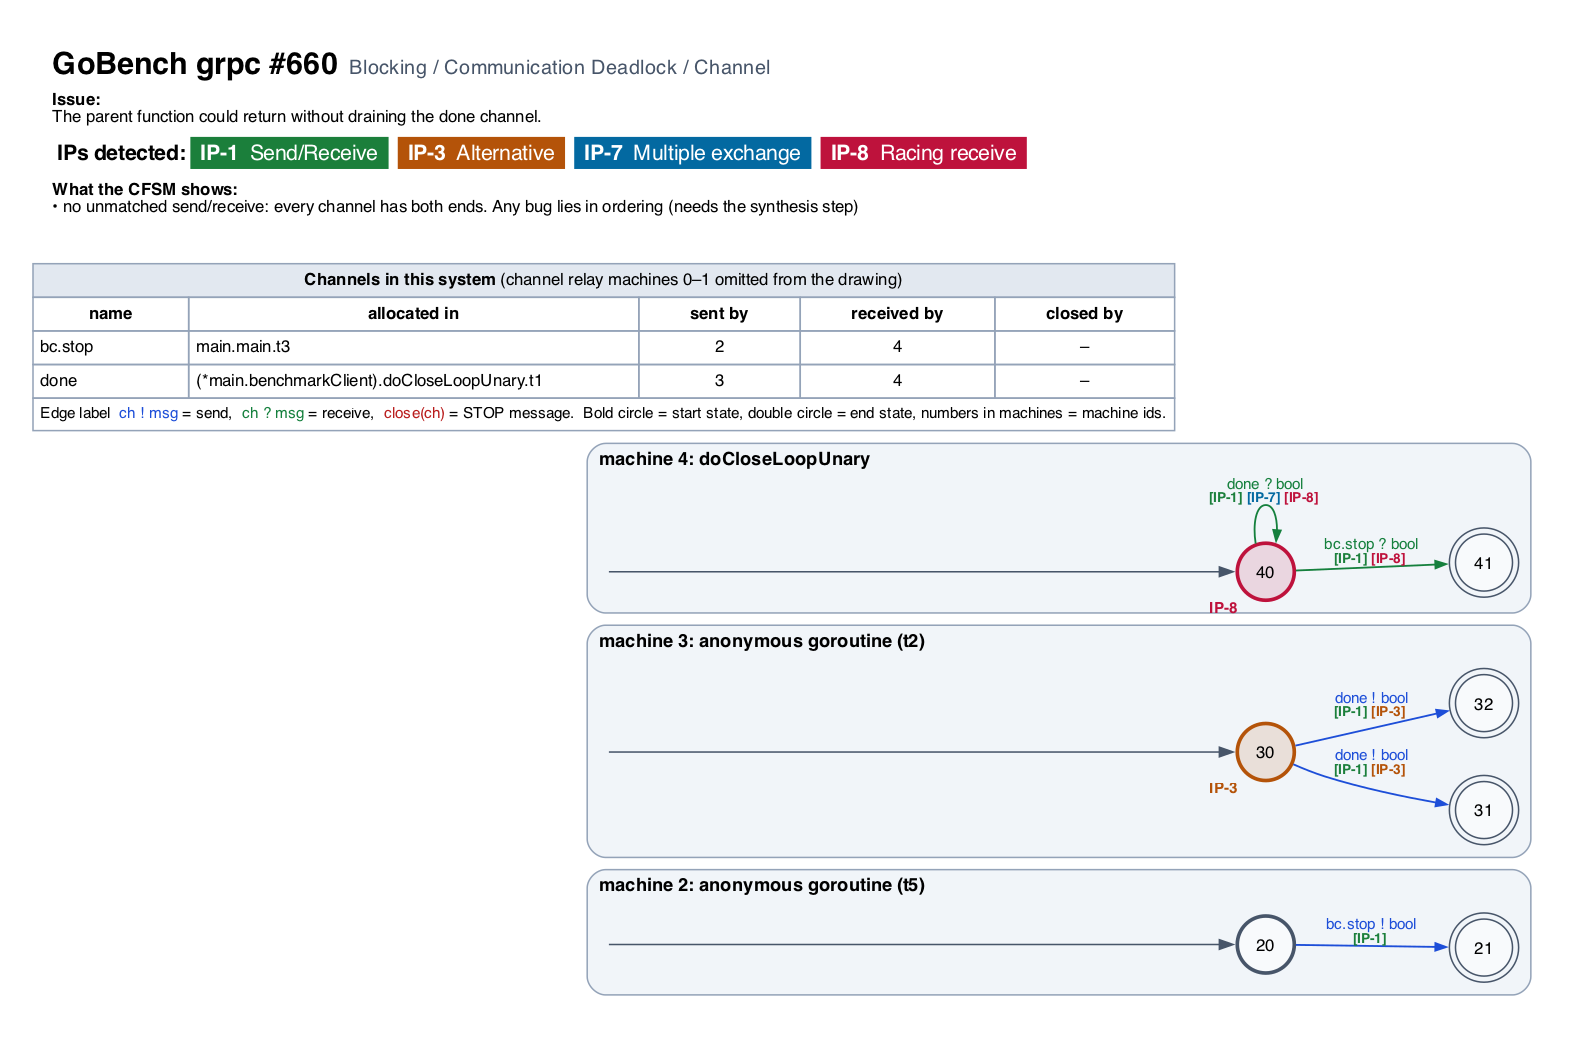 GoBench grpc #660 Blocking / Communication Deadlock / Channel
Issue:
The parent function could return without draining the done channel.
IPs detected: IP-1 Send/Receive IP-3 Alternative IP-7 Multiple exchange IP-8 Racing receive
What the CFSM shows:
• no unmatched send/receive: every channel has both ends. Any bug lies in ordering (needs the synthesis step)
Channels in this system (channel relay machines 0–1 omitted from the drawing)
name allocated in sent by received by closed by
bc.stop main.main.t3 2 4 –
done (*main.benchmarkClient).doCloseLoopUnary.t1 3 4 –
Edge label ch ! msg = send, ch ? msg = receive, close(ch) = STOP message. Bold circle = start state, double circle = end state, numbers in machines = machine ids.
machine 4: doCloseLoopUnary
done ? bool
[IP-1] [IP-7] [IP-8]
bc.stop ? bool
[IP-1] [IP-8]
40
41
IP-8
machine 3: anonymous goroutine (t2)
done ! bool
[IP-1] [IP-3]
32
30
done ! bool
[IP-1] [IP-3]
IP-3
31
machine 2: anonymous goroutine (t5)
bc.stop ! bool
[IP-1]
20
21